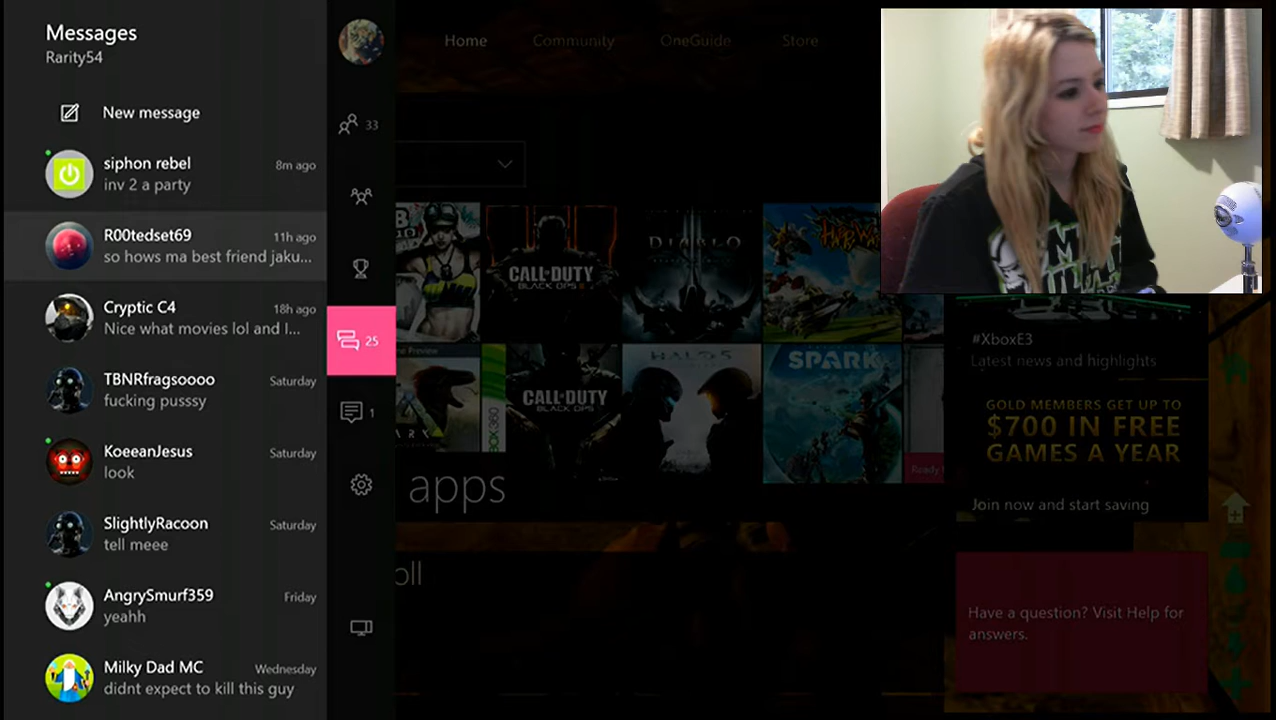 Messages
Rarity54
New message
siphon rebel
8m ago
inv 2 a party
R00tedset69
11h ago
so hows ma best friend jaku...
Cryptic C4
18h ago
Nice what movies lol and I...
TBNRfragsoooo
Saturday
fucking pusssy
KoeeanJesus
Saturday
look
SlightlyRacoon
Saturday
tell meee
AngrySmurf359
Friday
yeahh
Milky Dad MC
Wednesday
didnt expect to kill this guy
33
25
1
Home
Community
OneGuide
Store
CALL OF DUTY
BLACK OPS
DIABLO
CALL OF DUTY
BLACK OPS
XBOX 360
HALO 5
SPARK
apps
oll
#XboxE3
Latest news and highlights
GOLD MEMBERS GET UP TO
$700 IN FREE
GAMES A YEAR
Join now and start saving
Have a question? Visit Help for
answers.